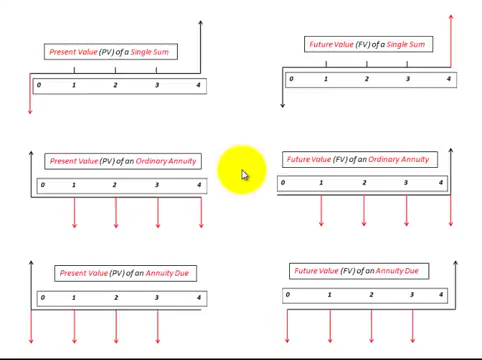 Present Value (PV) of a Single Sum
0 1 2 3 4
Future Value (FV) of a Single Sum
0 1 2 3 4
Present Value (PV) of an Ordinary Annuity
0 1 2 3 4
Future Value (FV) of an Ordinary Annuity
0 1 2 3 4
Present Value (PV) of an Annuity Due
0 1 2 3 4
Future Value (FV) of an Annuity Due
0 1 2 3 4